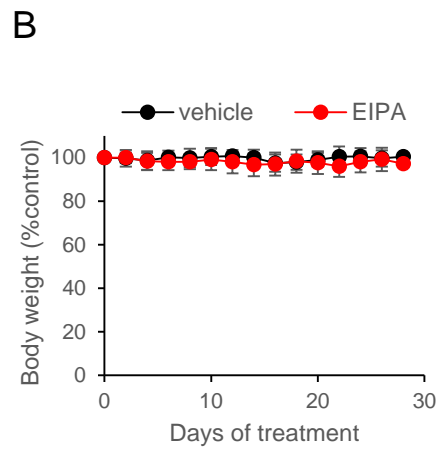 B
vehicle
EIPA
Body weight (%control)
100
80
60
40
20
0
0 10 20 30
Days of treatment